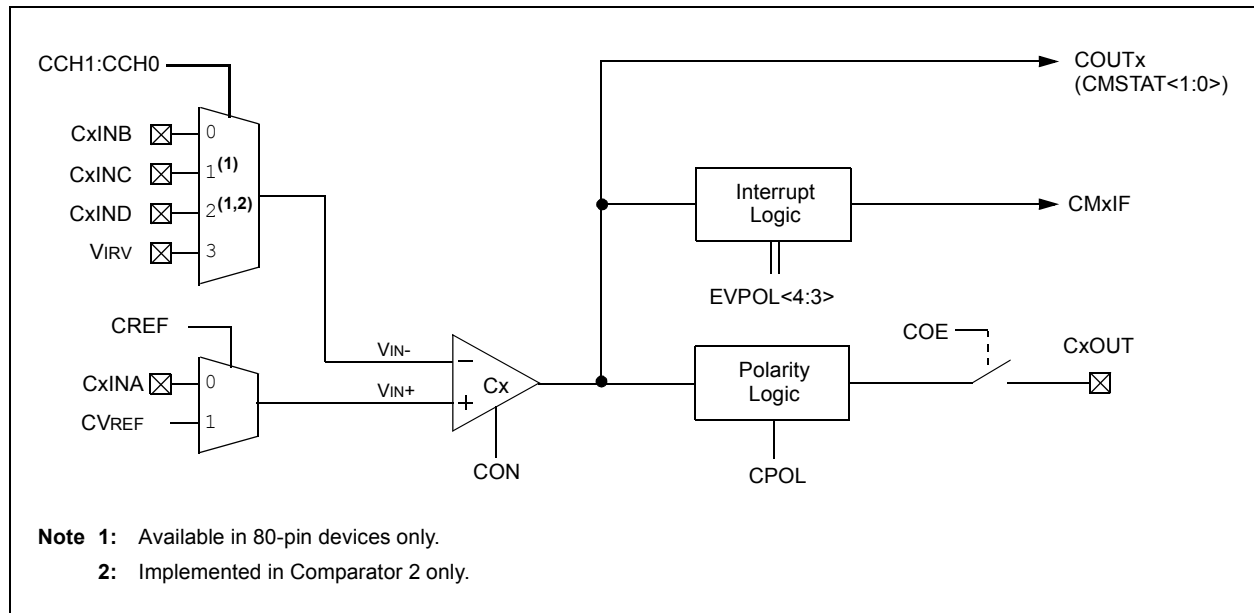 CCH1:CCH0
CxINB
0
CxINC
1(1)
CxIND
2(1,2)
VIRV
3
CREF
CxINA
0
CVREF
1
VIN-
VIN+
–
+
Cx
CON
COUTx
(CMSTAT<1:0>)
Interrupt
Logic
CMxIF
EVPOL<4:3>
COE
CxOUT
Polarity
Logic
CPOL
Note 1: Available in 80-pin devices only.
2: Implemented in Comparator 2 only.